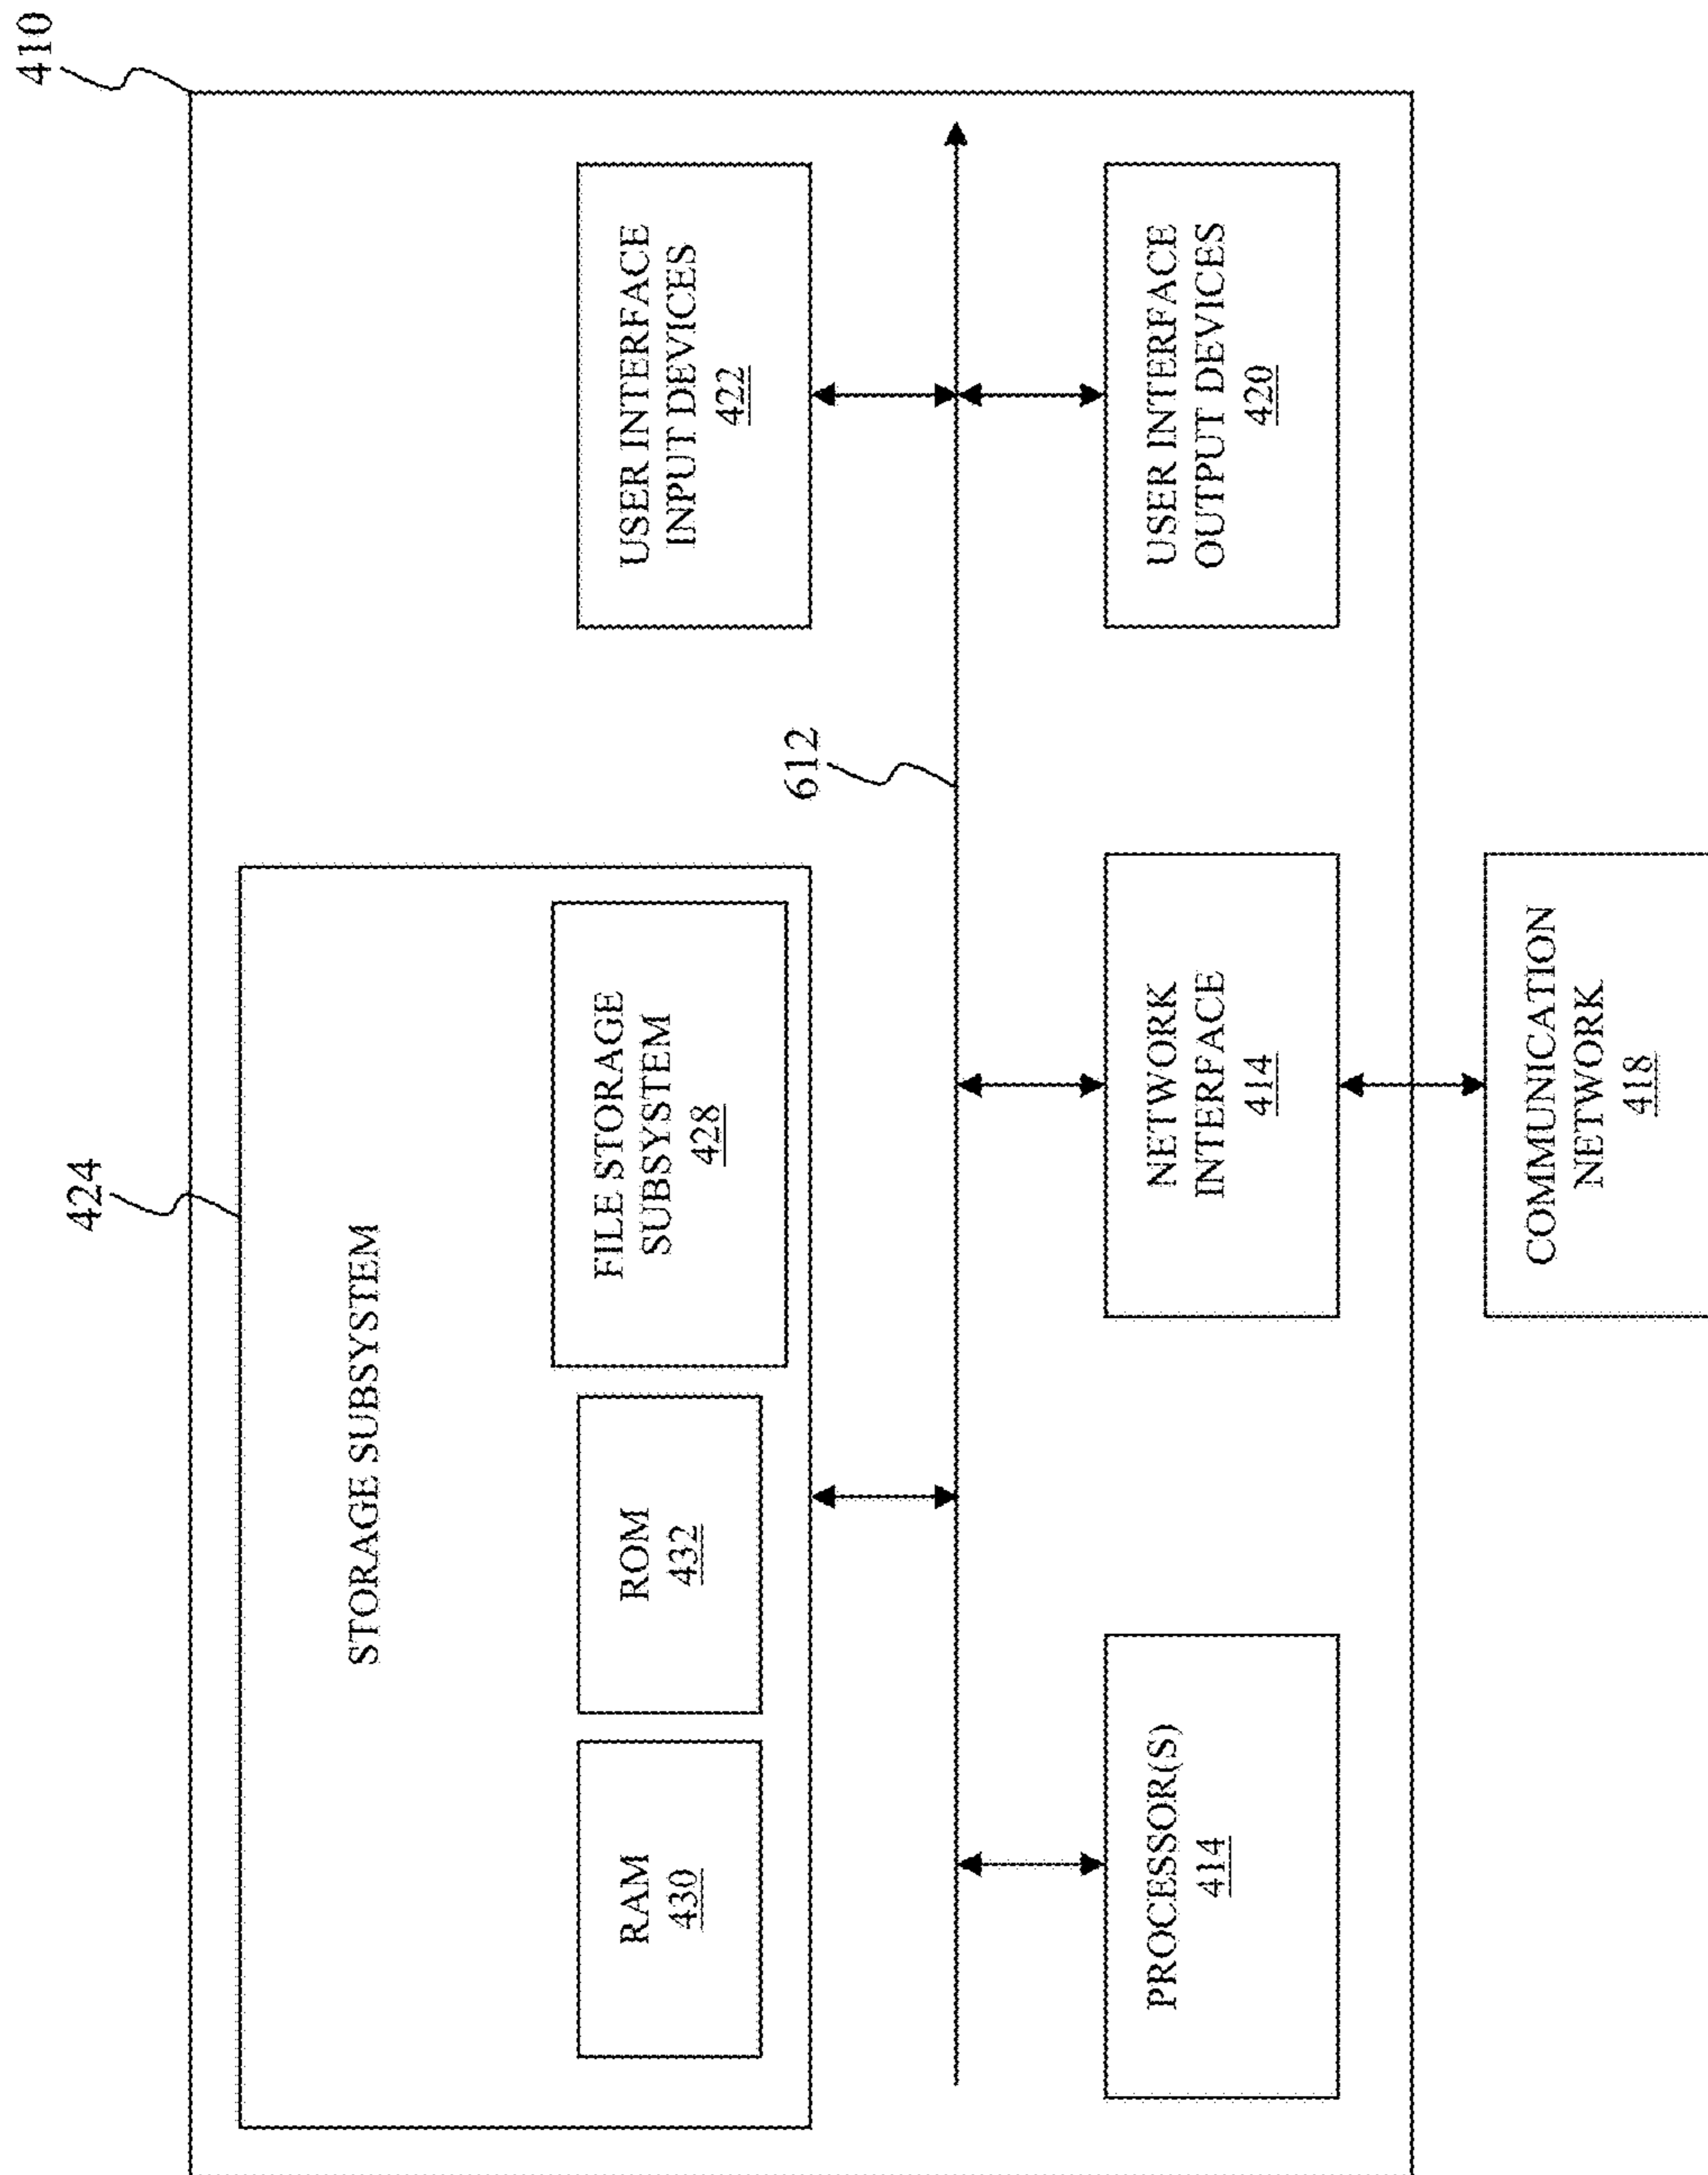 410
424
STORAGE SUBSYSTEM
RAM
430
ROM
432
FILE STORAGE
SUBSYSTEM
428
USER INTERFACE
INPUT DEVICES
422
612
PROCESSOR(S)
414
NETWORK
INTERFACE
414
USER INTERFACE
OUTPUT DEVICES
420
COMMUNICATION
NETWORK
418